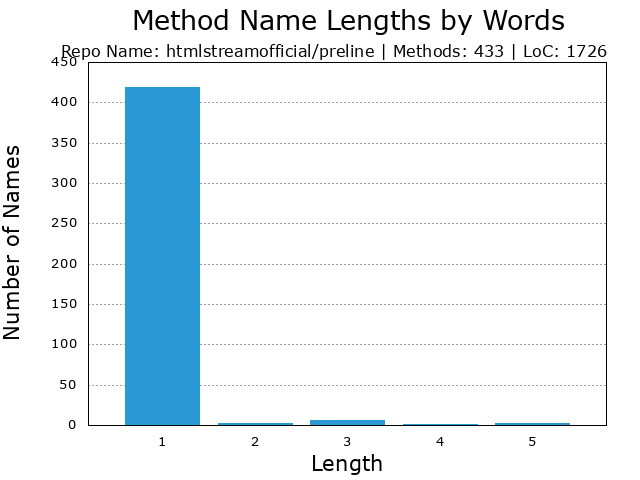 Method Name Lengths by Words
Repo Name: htmlstreamofficial/preline | Methods: 433 | LoC: 1726
450
400
350
300
250
200
150
100
50
0
Number of Names
1 2 3 4 5
Length